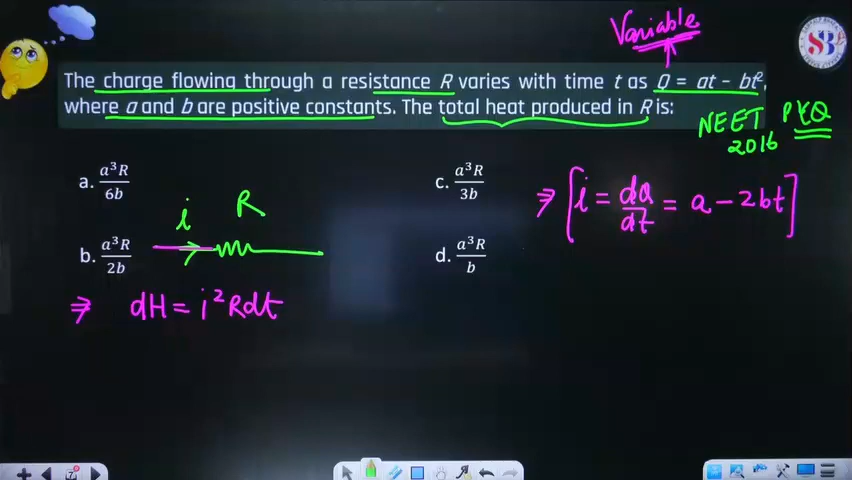 Variable
The charge flowing through a resistance R varies with time t as Q = at – bt²,
where a and b are positive constants. The total heat produced in R is:
NEET PYQ
2016
a. a³R/6b
c. a³R/3b
⇒ [i = dQ/dt = a – 2bt]
i R
b. a³R/2b
d. a³R/b
⇒ dH = i²Rdt
SB